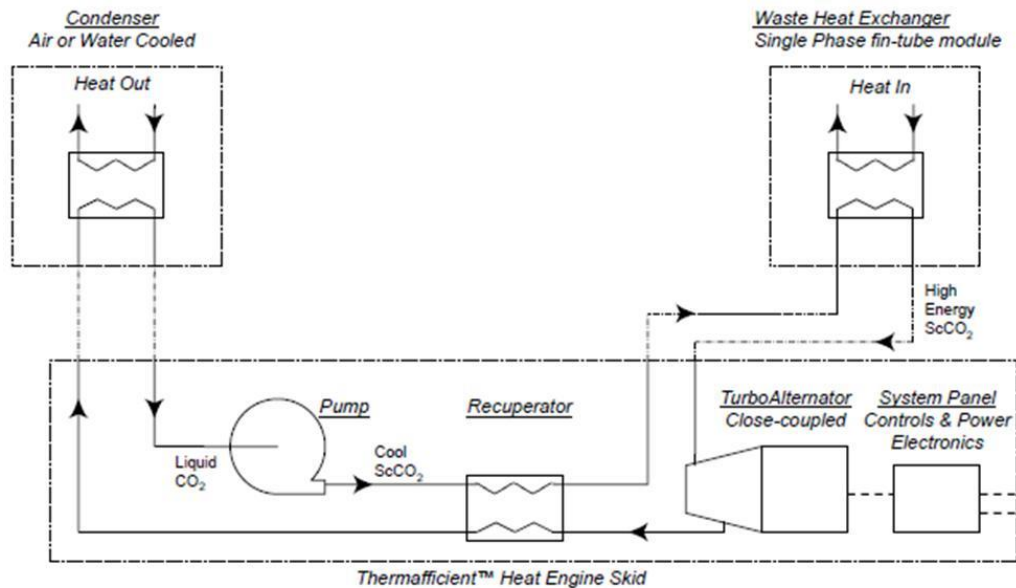 Condenser
Air or Water Cooled
Waste Heat Exchanger
Single Phase fin-tube module
Heat Out
Heat In
High
Energy
ScCO₂
Pump
Recuperator
TurboAlternator
Close-coupled
System Panel
Controls & Power
Electronics
Liquid
CO₂
Cool
ScCO₂
Thermafficient™ Heat Engine Skid